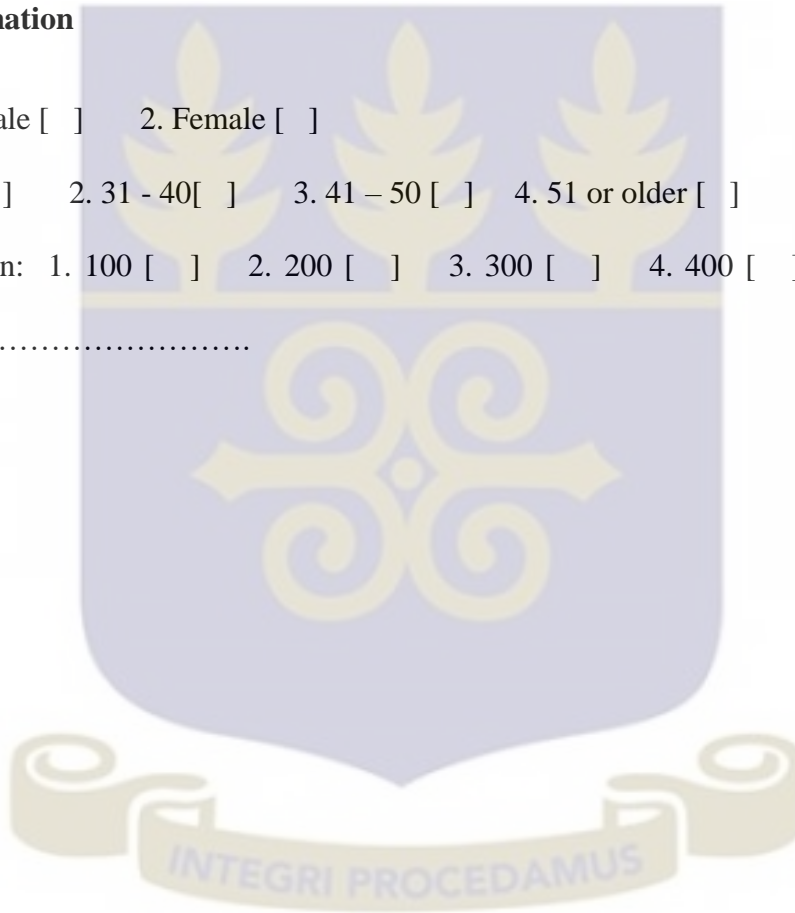 nation
ale [ ] 2. Female [ ]
] 2. 31 - 40[ ] 3. 41 – 50 [ ] 4. 51 or older [ ]
n: 1. 100 [ ] 2. 200 [ ] 3. 300 [ ] 4. 400 [ ]
…………………….
INTEGRI PROCEDAMUS